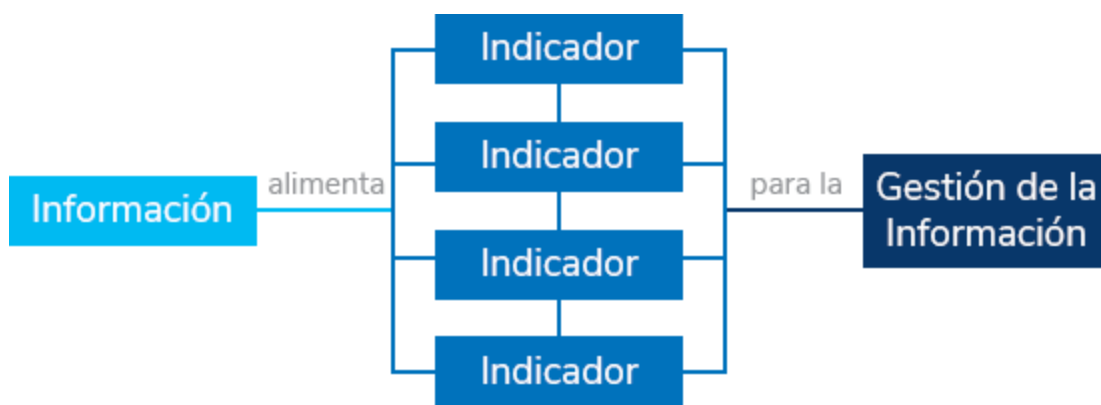 Información
alimenta
Indicador
Indicador
Indicador
Indicador
para la
Gestión de la
Información